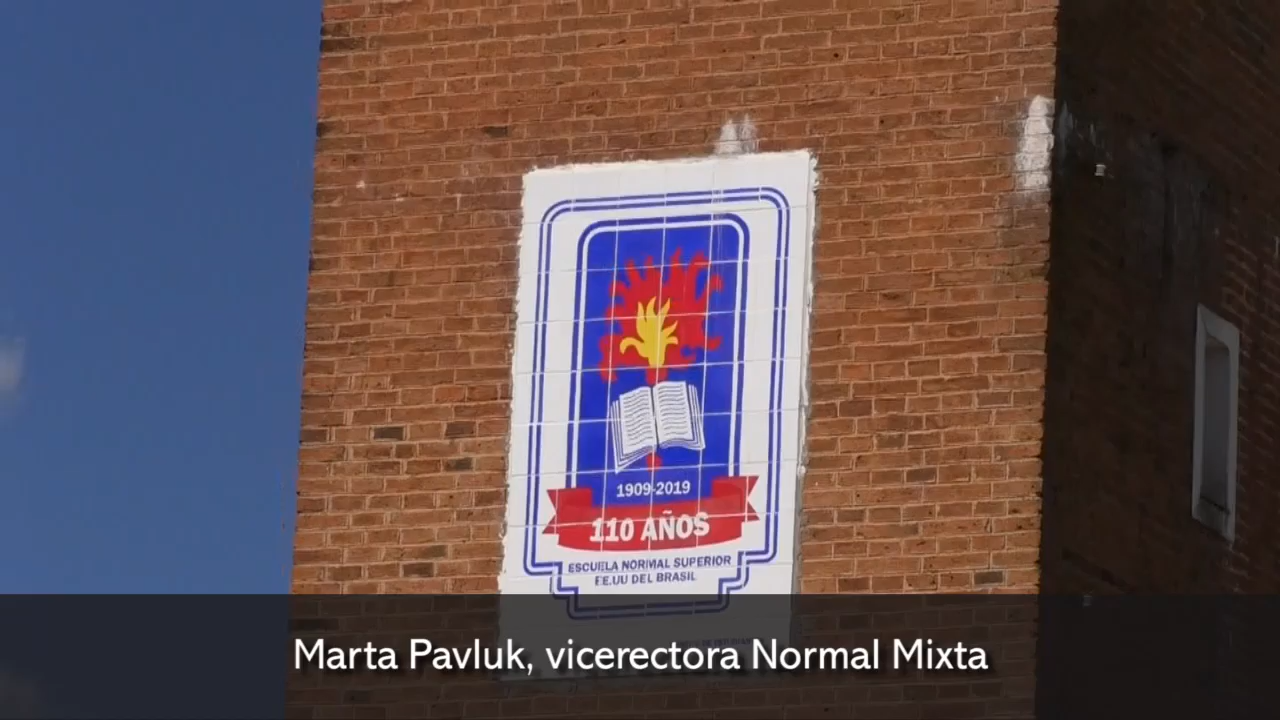 1909-2019
110 AÑOS
ESCUELA NORMAL SUPERIOR
EE.UU DEL BRASIL
Marta Pavluk, vicerectora Normal Mixta